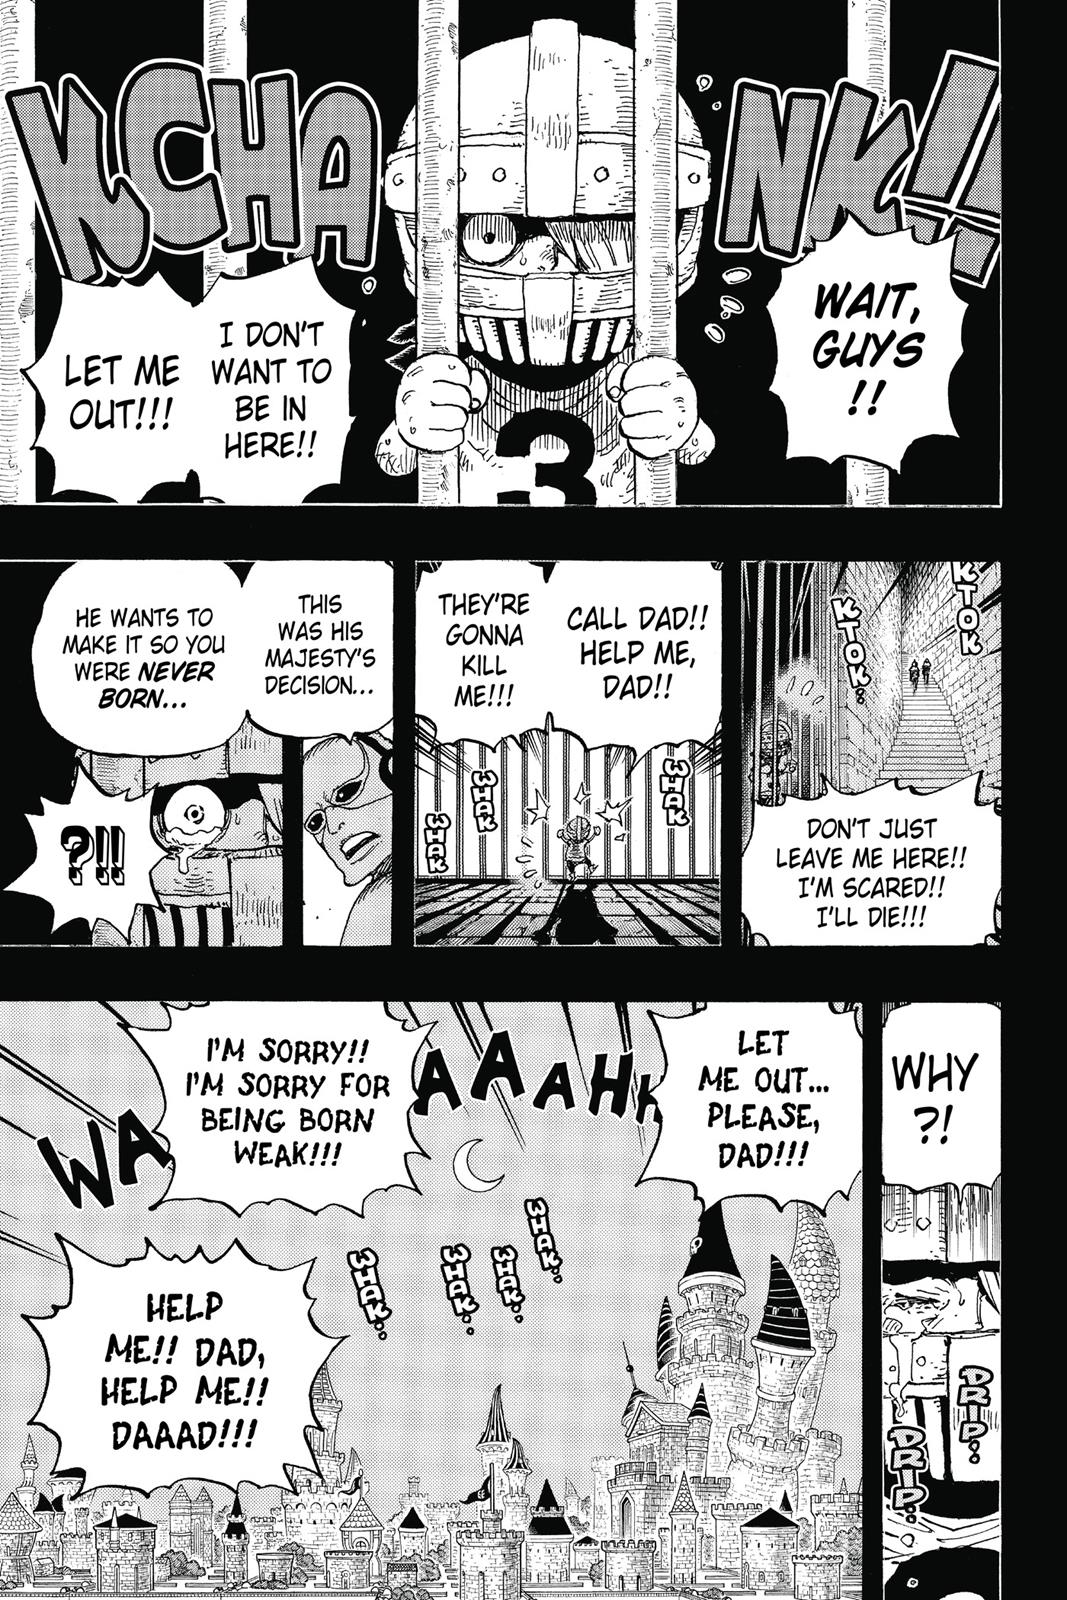 KCHA
NK!!
WAIT,
GUYS
!!
I DON'T
WANT TO
BE IN
HERE!!
LET ME
OUT!!!
3
KTOK
KTOK
DON'T JUST
LEAVE ME HERE!!
I'M SCARED!!
I'LL DIE!!!
CALL DAD!!
HELP ME,
DAD!!
THEY'RE
GONNA
KILL
ME!!!
WHAK
WHAK
WHAK
THIS
WAS HIS
MAJESTY'S
DECISION...
HE WANTS TO
MAKE IT SO YOU
WERE NEVER
BORN...
?!!
WHY
?!
DRIP
DRIP
LET
ME OUT...
PLEASE,
DAD!!!
WA
AAAHH
I'M SORRY!!
I'M SORRY FOR
BEING BORN
WEAK!!!
WHAK
WHAK
WHAK
WHAK
HELP
ME!! DAD,
HELP ME!!
DAAAD!!!